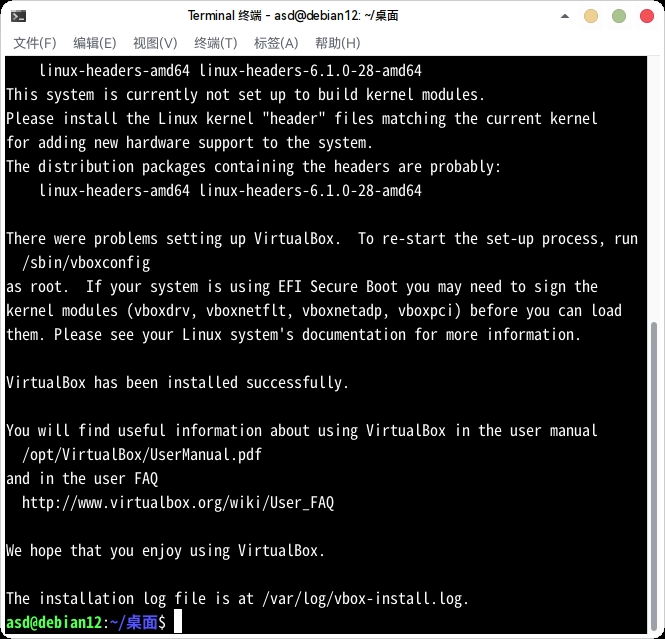 Terminal 终端 - asd@debian12: ~/桌面
文件(F) 编辑(E) 视图(V) 终端(T) 标签(A) 帮助(H)
linux-headers-amd64 linux-headers-6.1.0-28-amd64
This system is currently not set up to build kernel modules.
Please install the Linux kernel "header" files matching the current kernel
for adding new hardware support to the system.
The distribution packages containing the headers are probably:
linux-headers-amd64 linux-headers-6.1.0-28-amd64
There were problems setting up VirtualBox.  To re-start the set-up process, run
/sbin/vboxconfig
as root.  If your system is using EFI Secure Boot you may need to sign the
kernel modules (vboxdrv, vboxnetflt, vboxnetadp, vboxpci) before you can load
them. Please see your Linux system's documentation for more information.
VirtualBox has been installed successfully.
You will find useful information about using VirtualBox in the user manual
/opt/VirtualBox/UserManual.pdf
and in the user FAQ
http://www.virtualbox.org/wiki/User_FAQ
We hope that you enjoy using VirtualBox.
The installation log file is at /var/log/vbox-install.log.
asd@debian12:~/桌面$